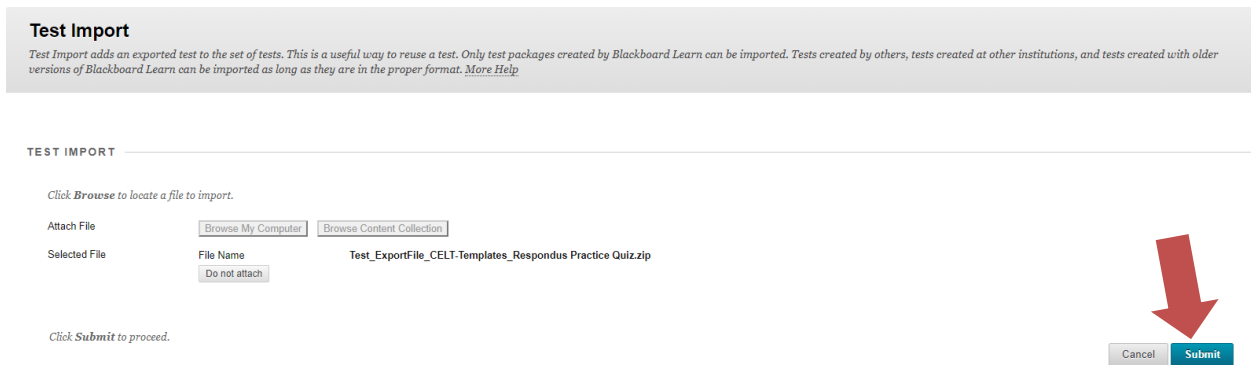 Test Import
Test Import adds an exported test to the set of tests. This is a useful way to reuse a test. Only test packages created by Blackboard Learn can be imported. Tests created by others, tests created at other institutions, and tests created with older
versions of Blackboard Learn can be imported as long as they are in the proper format. More Help
TEST IMPORT
Click Browse to locate a file to import.
Attach File Browse My Computer Browse Content Collection
Selected File File Name Test_ExportFile_CELT-Templates_Respondus Practice Quiz.zip
Do not attach
Click Submit to proceed.
Cancel Submit